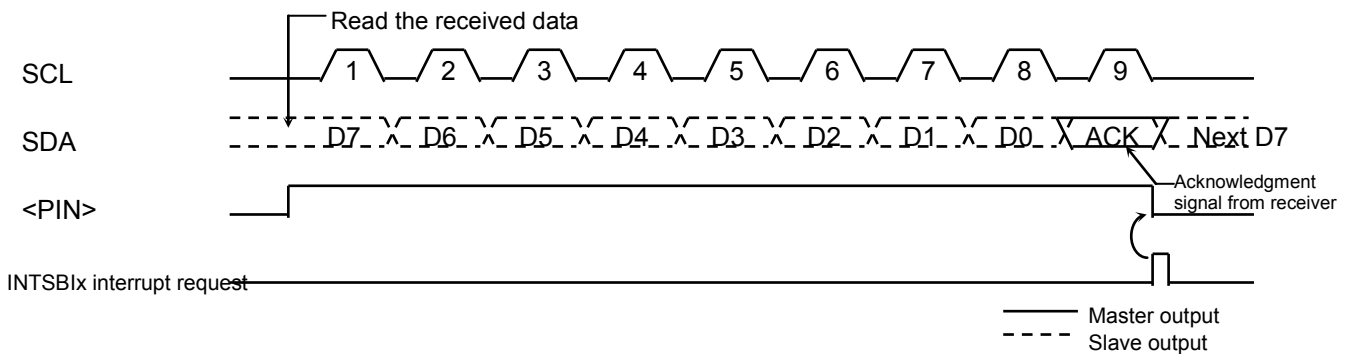 Read the received data
SCL 1 2 3 4 5 6 7 8 9
SDA D7 D6 D5 D4 D3 D2 D1 D0 ACK Next D7
Acknowledgment
signal from receiver
<PIN>
INTSBIx interrupt request
Master output
Slave output